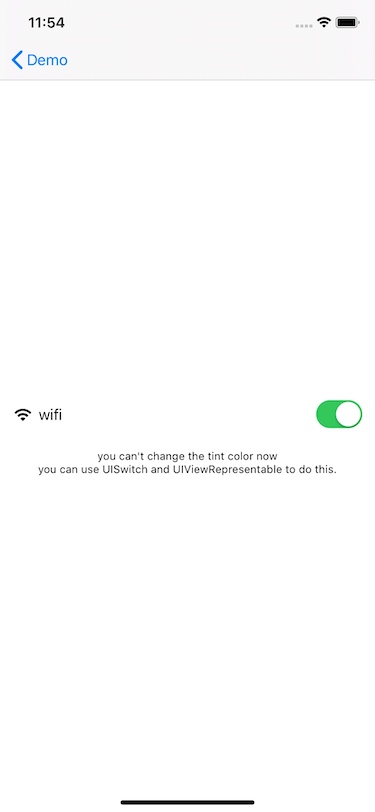 11:54
Demo
wifi
you can't change the tint color now
you can use UISwitch and UIViewRepresentable to do this.